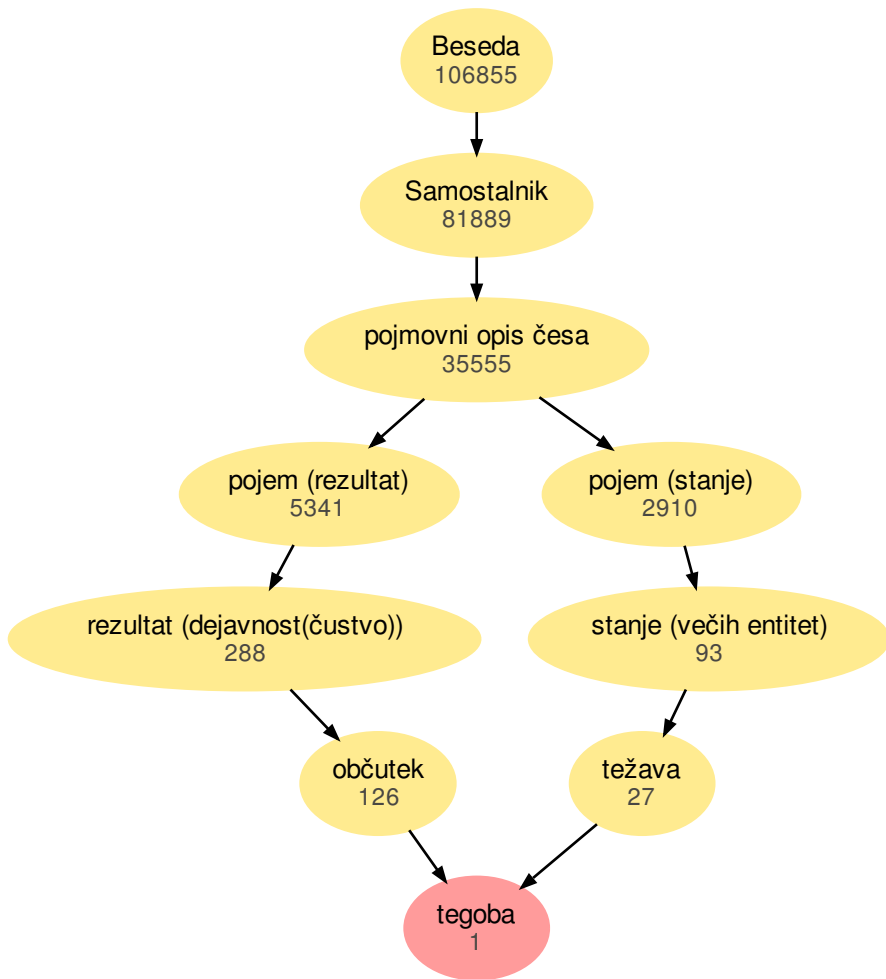 Beseda
106855
Samostalnik
81889
pojmovni opis česa
35555
pojem (rezultat)
5341
pojem (stanje)
2910
rezultat (dejavnost(čustvo))
288
stanje (večih entitet)
93
občutek
126
težava
27
tegoba
1